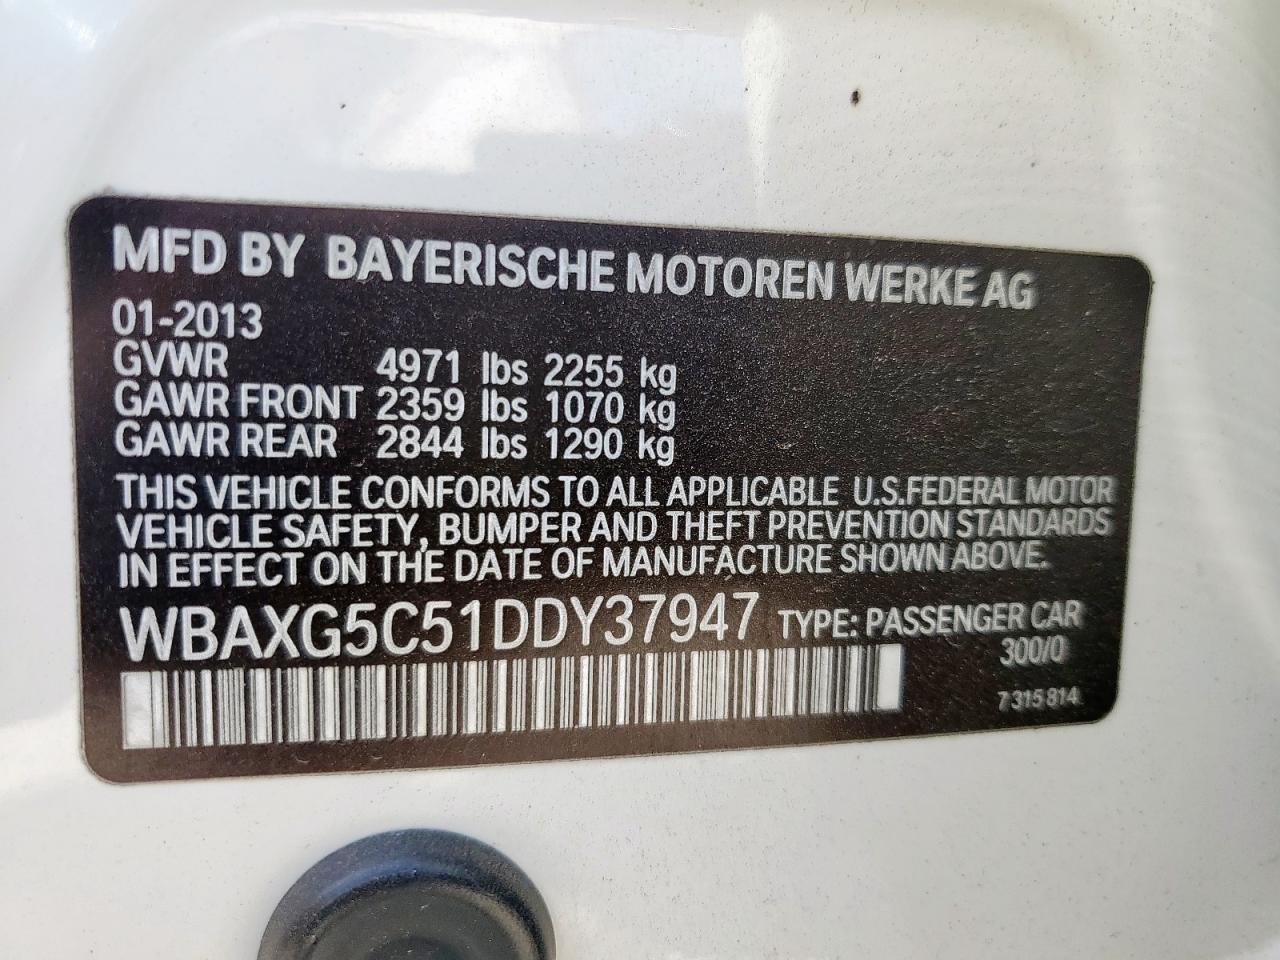 MFD BY BAYERISCHE MOTOREN WERKE AG
01-2013
GVWR 4971 lbs 2255 kg
GAWR FRONT 2359 lbs 1070 kg
GAWR REAR 2844 lbs 1290 kg
THIS VEHICLE CONFORMS TO ALL APPLICABLE U.S.FEDERAL MOTOR
VEHICLE SAFETY, BUMPER AND THEFT PREVENTION STANDARDS
IN EFFECT ON THE DATE OF MANUFACTURE SHOWN ABOVE.
WBAXG5C51DDY37947 TYPE: PASSENGER CAR
300/0
7 315 814